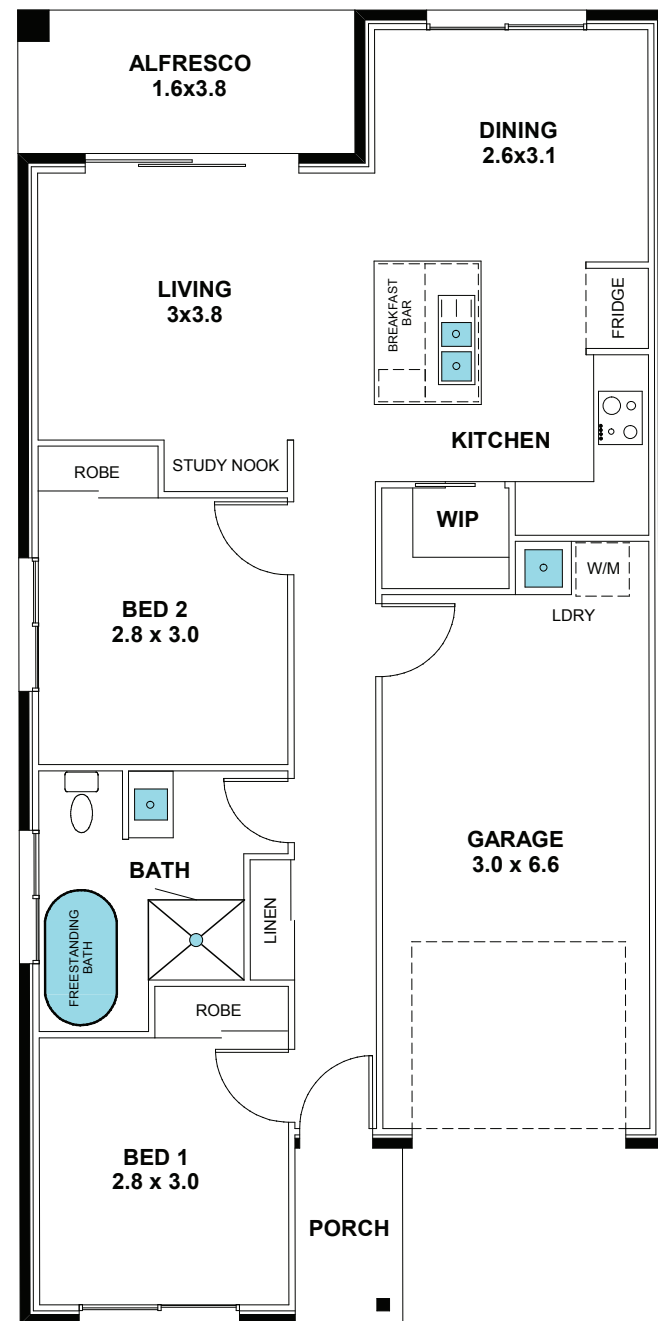 ALFRESCO
1.6x3.8
DINING
2.6x3.1
LIVING
3x3.8
BREAKFAST
BAR
FRIDGE
KITCHEN
ROBE
STUDY NOOK
WIP
W/M
LDRY
BED 2
2.8 x 3.0
BATH
GARAGE
3.0 x 6.6
LINEN
FREESTANDING
BATH
ROBE
BED 1
2.8 x 3.0
PORCH